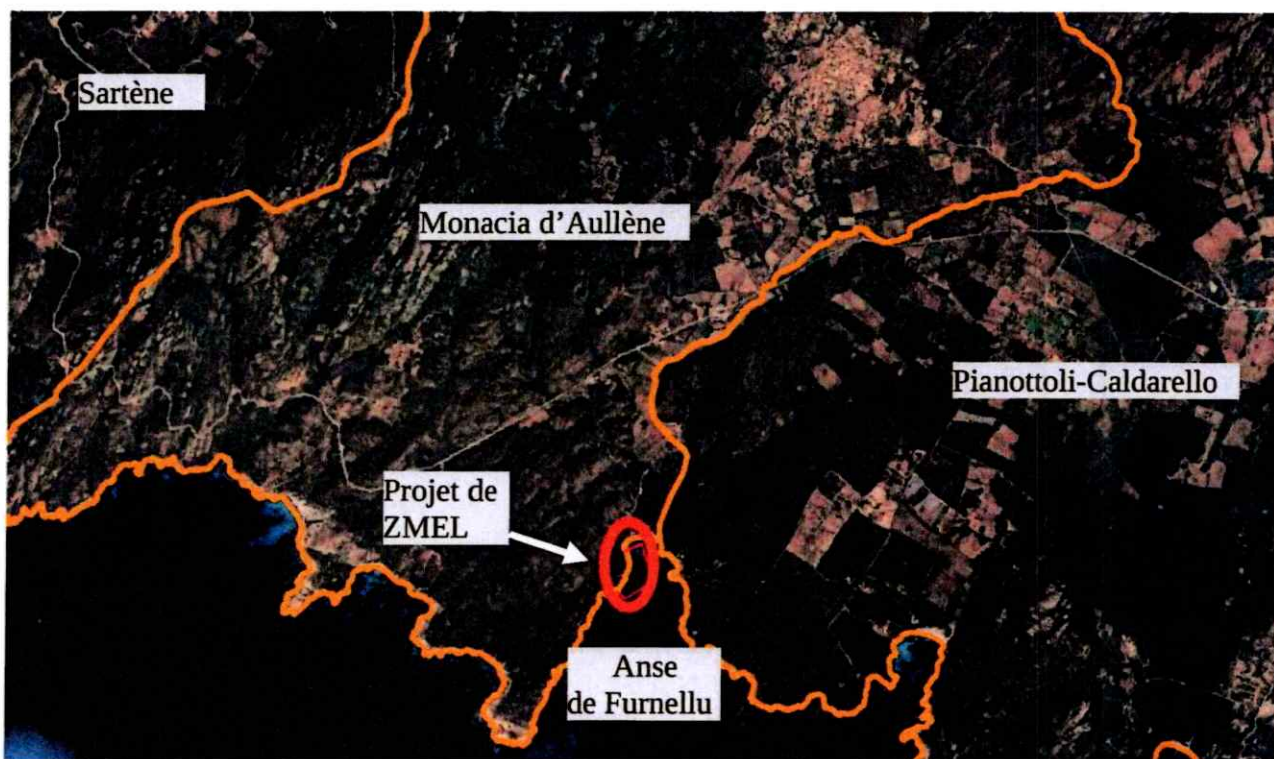 Sartène
Monacia d'Aullène
Pianottoli-Caldarello
Projet de
ZMEL
Anse
de Furnellu